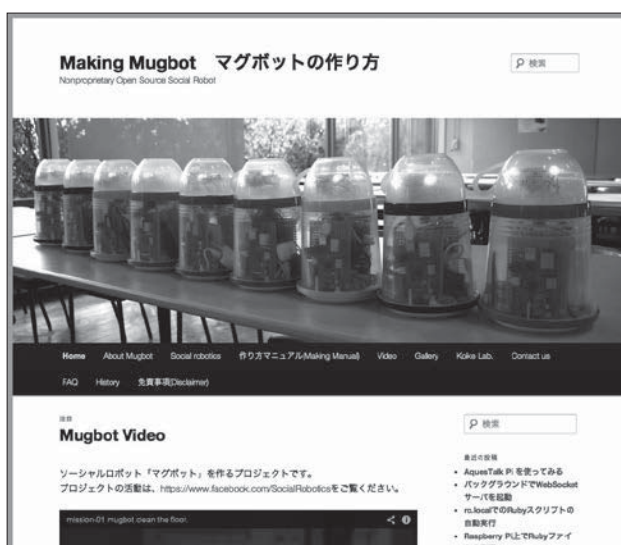 Making Mugbot マグボットの作り方
Nonproprietary Open Source Social Robot
検索
Home About Mugbot Social robotics 作り方マニュアル(Making Manual) Video Gallery Koike Lab. Contact us
FAQ History 免責事項(Disclaimer)
Mugbot Video
ソーシャルロボット「マグボット」を作るプロジェクトです。
プロジェクトの活動は、https://www.facebook.com/SocialRoboticsをご覧ください。
mission-01 mugbot clean the floor.
検索
最近の投稿
AquesTalk Pi を使ってみる
バックグラウンドでWebSocket
サーバを起動
rc.localでのRubyスクリプトの
自動実行
Raspberry Pi上でRubyファイ